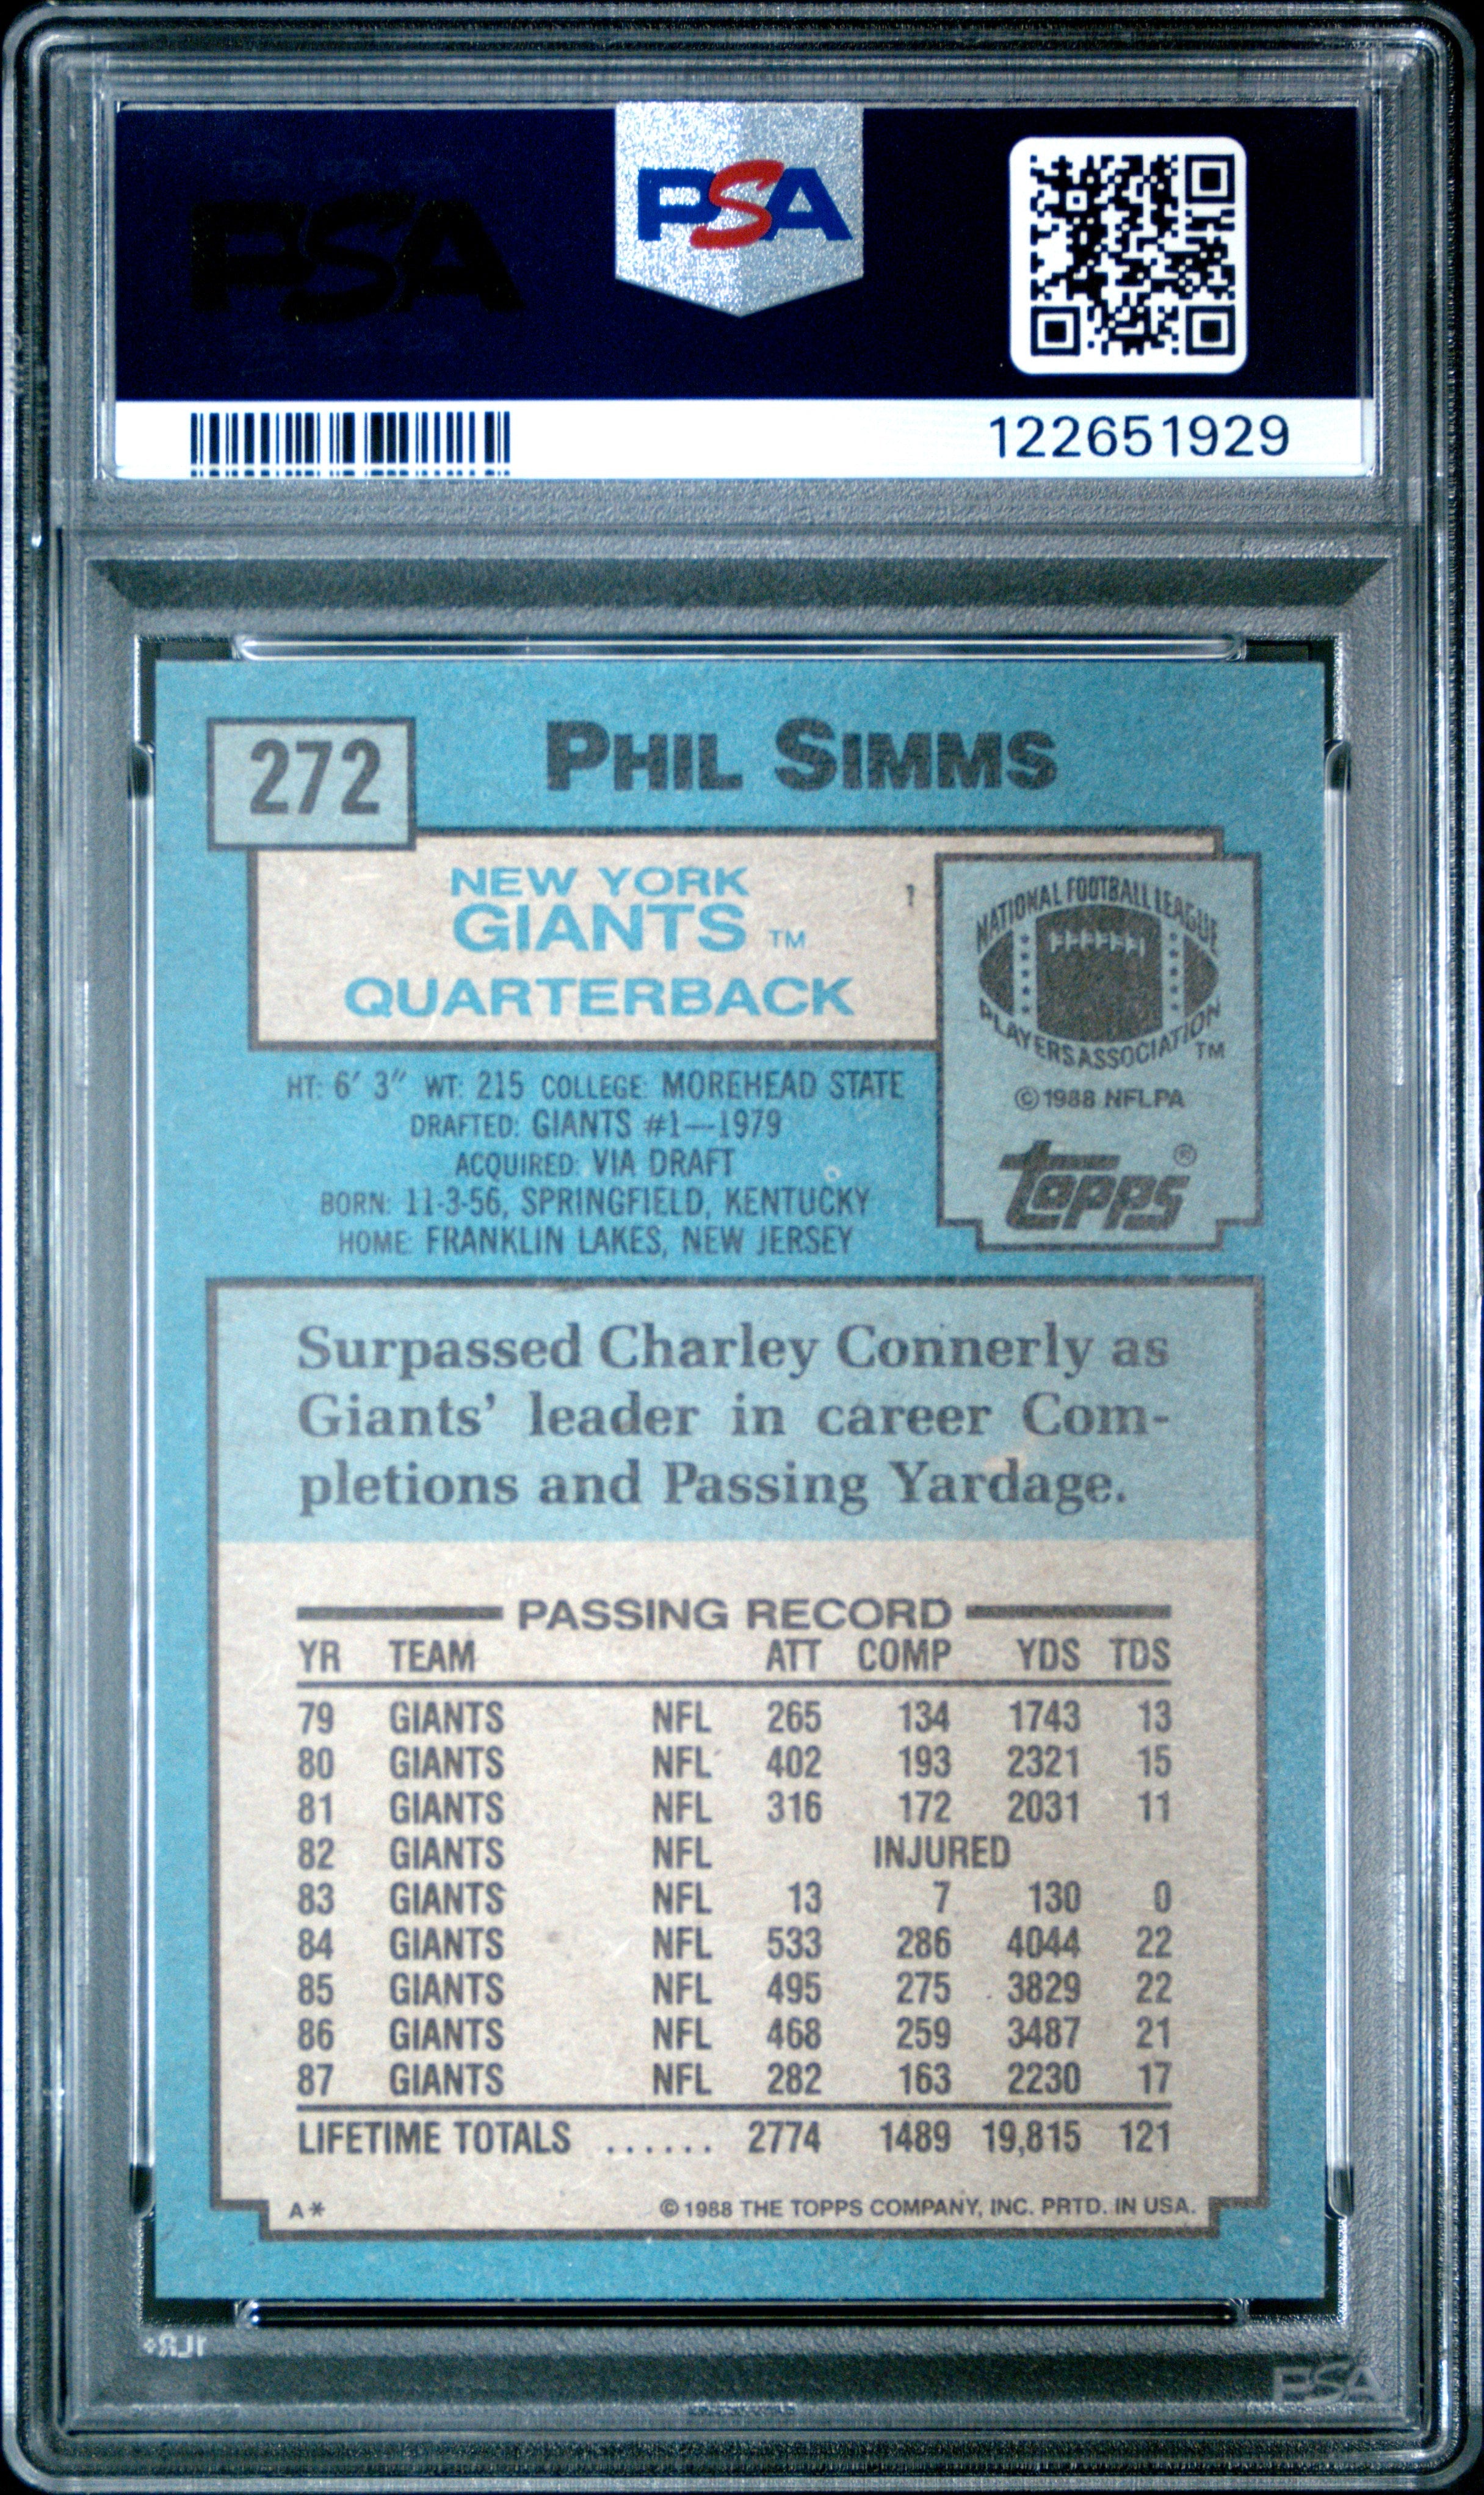 PSA
PSA
122651929
272
PHIL SIMMS
NEW YORK
GIANTS TM
QUARTERBACK
NATIONAL FOOTBALL LEAGUE
PLAYERS ASSOCIATION TM
©1988 NFLPA
topps®
HT: 6' 3" WT: 215 COLLEGE: MOREHEAD STATE
DRAFTED: GIANTS #1—1979
ACQUIRED: VIA DRAFT
BORN: 11-3-56, SPRINGFIELD, KENTUCKY
HOME: FRANKLIN LAKES, NEW JERSEY
Surpassed Charley Connerly as
Giants' leader in career Com-
pletions and Passing Yardage.
PASSING RECORD
YR TEAM ATT COMP YDS TDS
79 GIANTS NFL 265 134 1743 13
80 GIANTS NFL 402 193 2321 15
81 GIANTS NFL 316 172 2031 11
82 GIANTS NFL INJURED
83 GIANTS NFL 13 7 130 0
84 GIANTS NFL 533 286 4044 22
85 GIANTS NFL 495 275 3829 22
86 GIANTS NFL 468 259 3487 21
87 GIANTS NFL 282 163 2230 17
LIFETIME TOTALS ...... 2774 1489 19,815 121
A* ©1988 THE TOPPS COMPANY, INC. PRTD. IN USA.
PSA